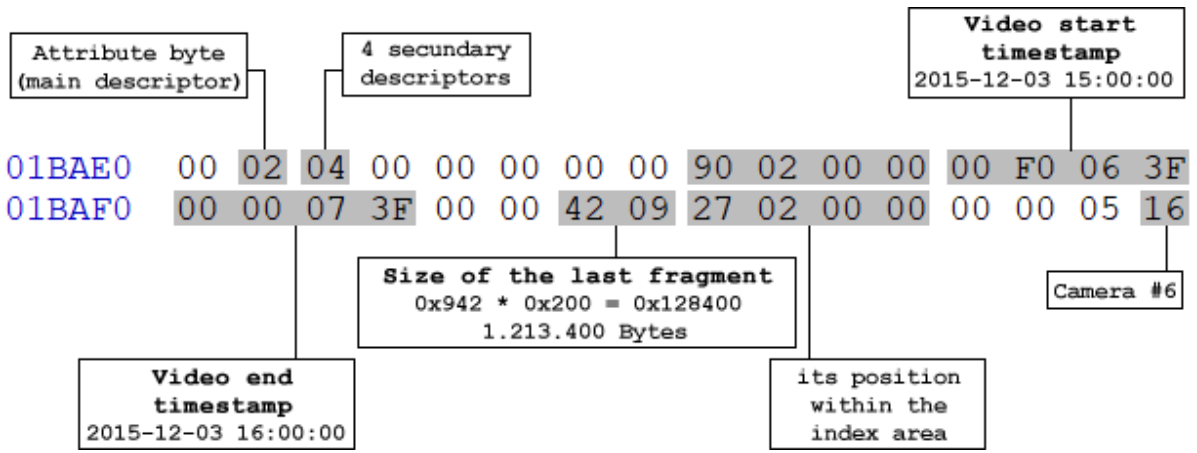 Attribute byte
(main descriptor)
4 secundary
descriptors
Video start
timestamp
2015-12-03 15:00:00
01BAE0 00 02 04 00 00 00 00 00 90 02 00 00 00 F0 06 3F
01BAF0 00 00 07 3F 00 00 42 09 27 02 00 00 00 00 05 16
Size of the last fragment
0x942 * 0x200 = 0x128400
1.213.400 Bytes
Camera #6
Video end
timestamp
2015-12-03 16:00:00
its position
within the
index area